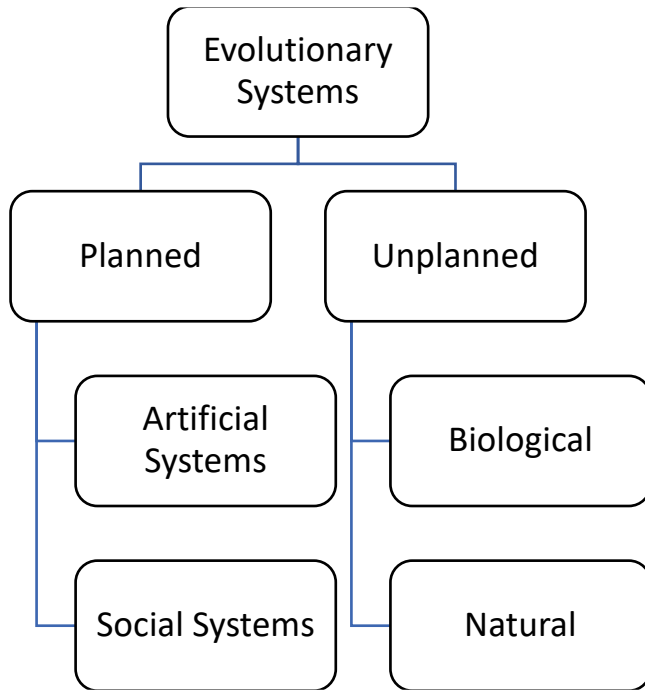 Evolutionary
Systems
Planned
Unplanned
Artificial
Systems
Biological
Social Systems
Natural